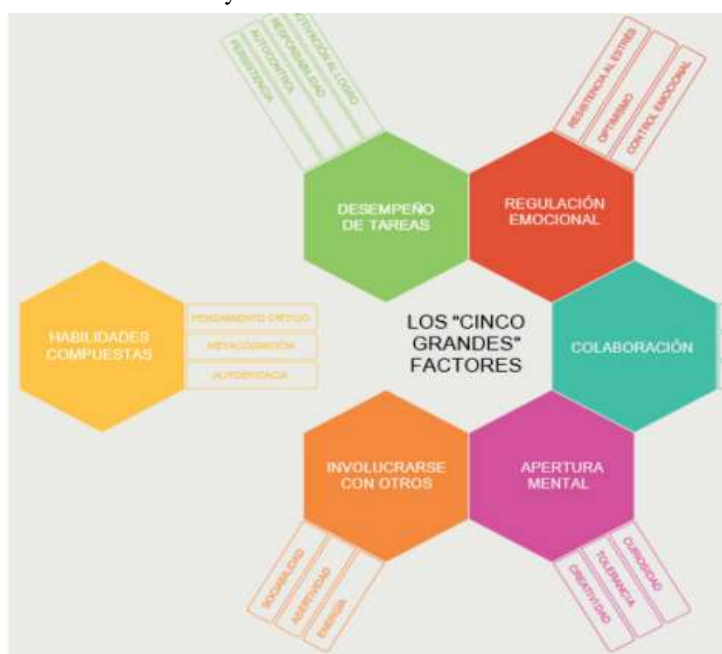 MOTIVACIÓN AL LOGRO
RESPONSABILIDAD
AUTOCONTROL
PERSISTENCIA
RESISTENCIA AL ESTRÉS
OPTIMISMO
CONTROL EMOCIONAL
DESEMPEÑO
DE TAREAS
REGULACIÓN
EMOCIONAL
HABILIDADES
COMPUESTAS
PENSAMIENTO CRÍTICO
METACOGNICIÓN
AUTOEFICACIA
LOS "CINCO
GRANDES"
FACTORES
COLABORACIÓN
INVOLUCRARSE
CON OTROS
APERTURA
MENTAL
SOCIABILIDAD
ASERTIVIDAD
ENERGÍA
CURIOSIDAD
TOLERANCIA
CREATIVIDAD